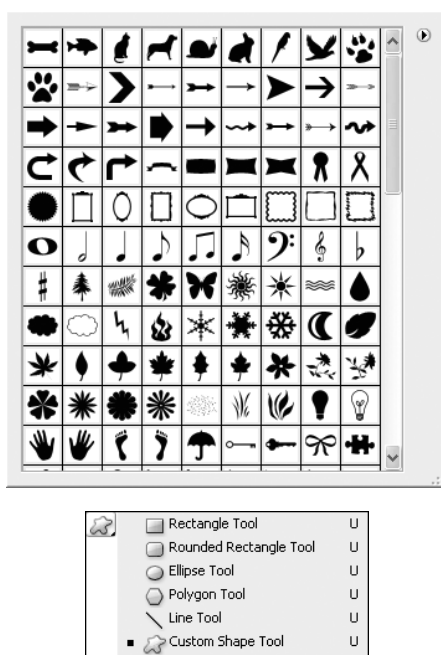 Rectangle Tool U
Rounded Rectangle Tool U
Ellipse Tool U
Polygon Tool U
Line Tool U
Custom Shape Tool U